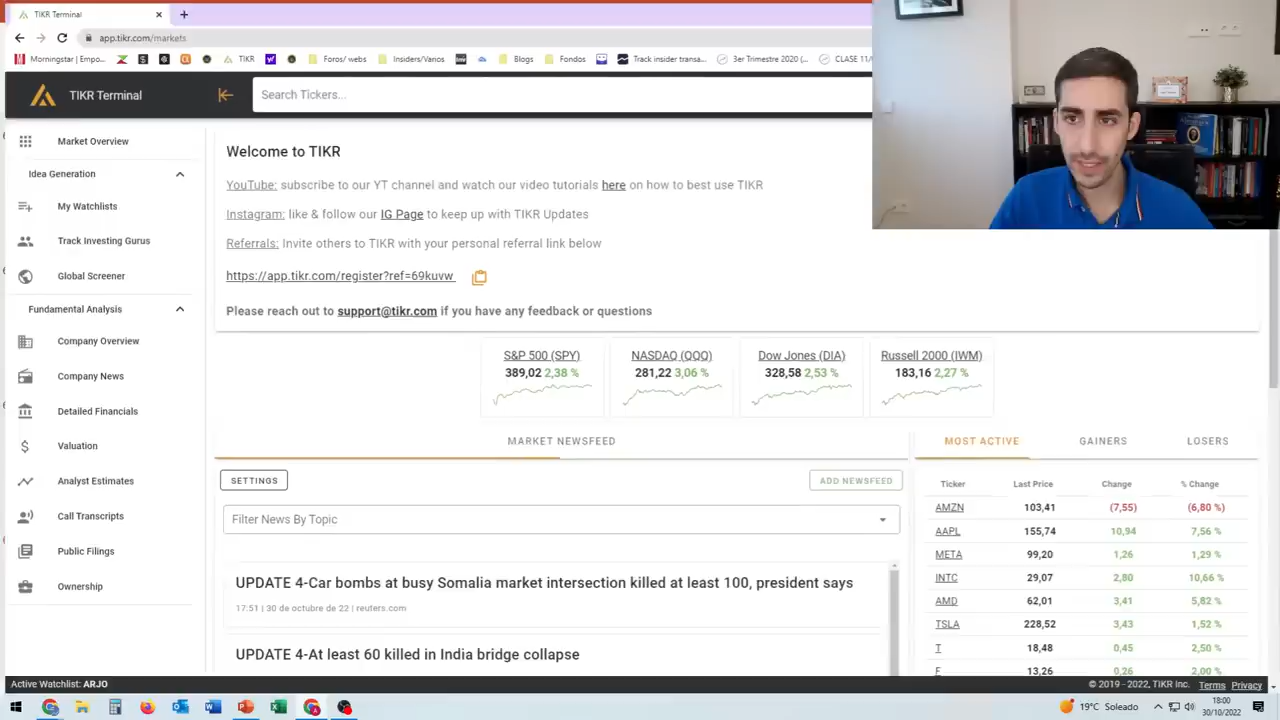 TIKR Terminal
app.tikr.com/markets
Morningstar | Empo...
TIKR
Foros/ webs
Insiders/Varios
Blogs
Fondos
Track insider transa...
3er Trimestre 2020 (...
CLASE 11/
TIKR Terminal
Search Tickers...
Market Overview
Idea Generation
My Watchlists
Track Investing Gurus
Global Screener
Fundamental Analysis
Company Overview
Company News
Detailed Financials
Valuation
Analyst Estimates
Call Transcripts
Public Filings
Ownership
Welcome to TIKR
YouTube: subscribe to our YT channel and watch our video tutorials here on how to best use TIKR
Instagram: like & follow our IG Page to keep up with TIKR Updates
Referrals: Invite others to TIKR with your personal referral link below
https://app.tikr.com/register?ref=69kuvw
Please reach out to support@tikr.com if you have any feedback or questions
S&P 500 (SPY)
389,02 2,38 %
NASDAQ (QQQ)
281,22 3,06 %
Dow Jones (DIA)
328,58 2,53 %
Russell 2000 (IWM)
183,16 2,27 %
MARKET NEWSFEED
SETTINGS
ADD NEWSFEED
Filter News By Topic
UPDATE 4-Car bombs at busy Somalia market intersection killed at least 100, president says
17:51 | 30 de octubre de 22 | reuters.com
UPDATE 4-At least 60 killed in India bridge collapse
MOST ACTIVE GAINERS LOSERS
Ticker Last Price Change % Change
AMZN 103,41 (7,55) (6,80 %)
AAPL 155,74 10,94 7,56 %
META 99,20 1,26 1,29 %
INTC 29,07 2,80 10,66 %
AMD 62,01 3,41 5,82 %
TSLA 228,52 3,43 1,52 %
T 18,48 0,45 2,50 %
F 13,26 0,26 2,00 %
Active Watchlist: ARJO
© 2019 - 2022, TIKR Inc. Terms Privacy
19°C Soleado
18:00
30/10/2022